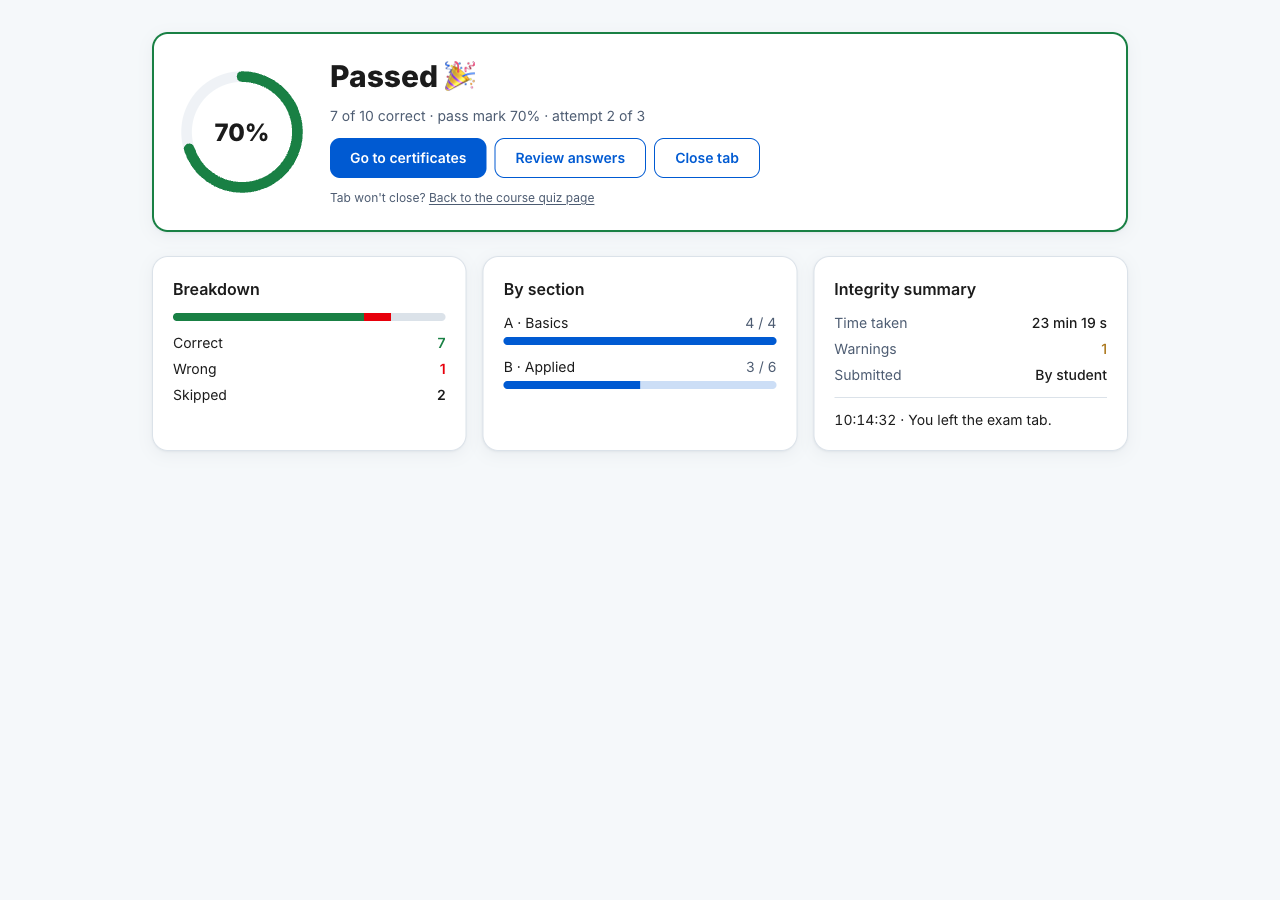 70%
Passed 🎉
7 of 10 correct · pass mark 70% · attempt 2 of 3
Go to certificates
Review answers
Close tab
Tab won't close? Back to the course quiz page
Breakdown
Correct 7
Wrong 1
Skipped 2
By section
A · Basics 4 / 4
B · Applied 3 / 6
Integrity summary
Time taken 23 min 19 s
Warnings 1
Submitted By student
10:14:32 · You left the exam tab.